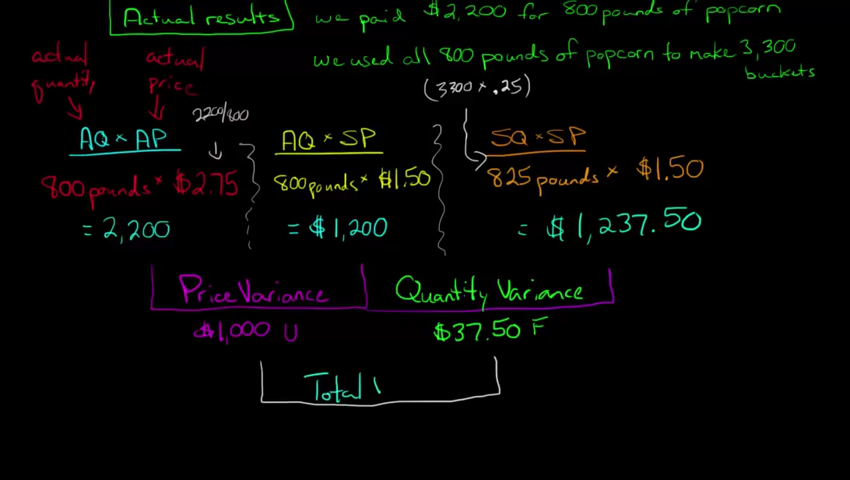 Actual results we paid $2,200 for 800 pounds of popcorn
we used all 800 pounds of popcorn to make 3,300 buckets
actual quantity
actual price
2200/800
(3300 x .25)
AQ x AP
AQ x SP
SQ x SP
800 pounds x $2.75
800 pounds x $1.50
825 pounds x $1.50
= 2,200
= $1,200
= $1,237.50
Price Variance
Quantity Variance
$1,000 U
$37.50 F
Total